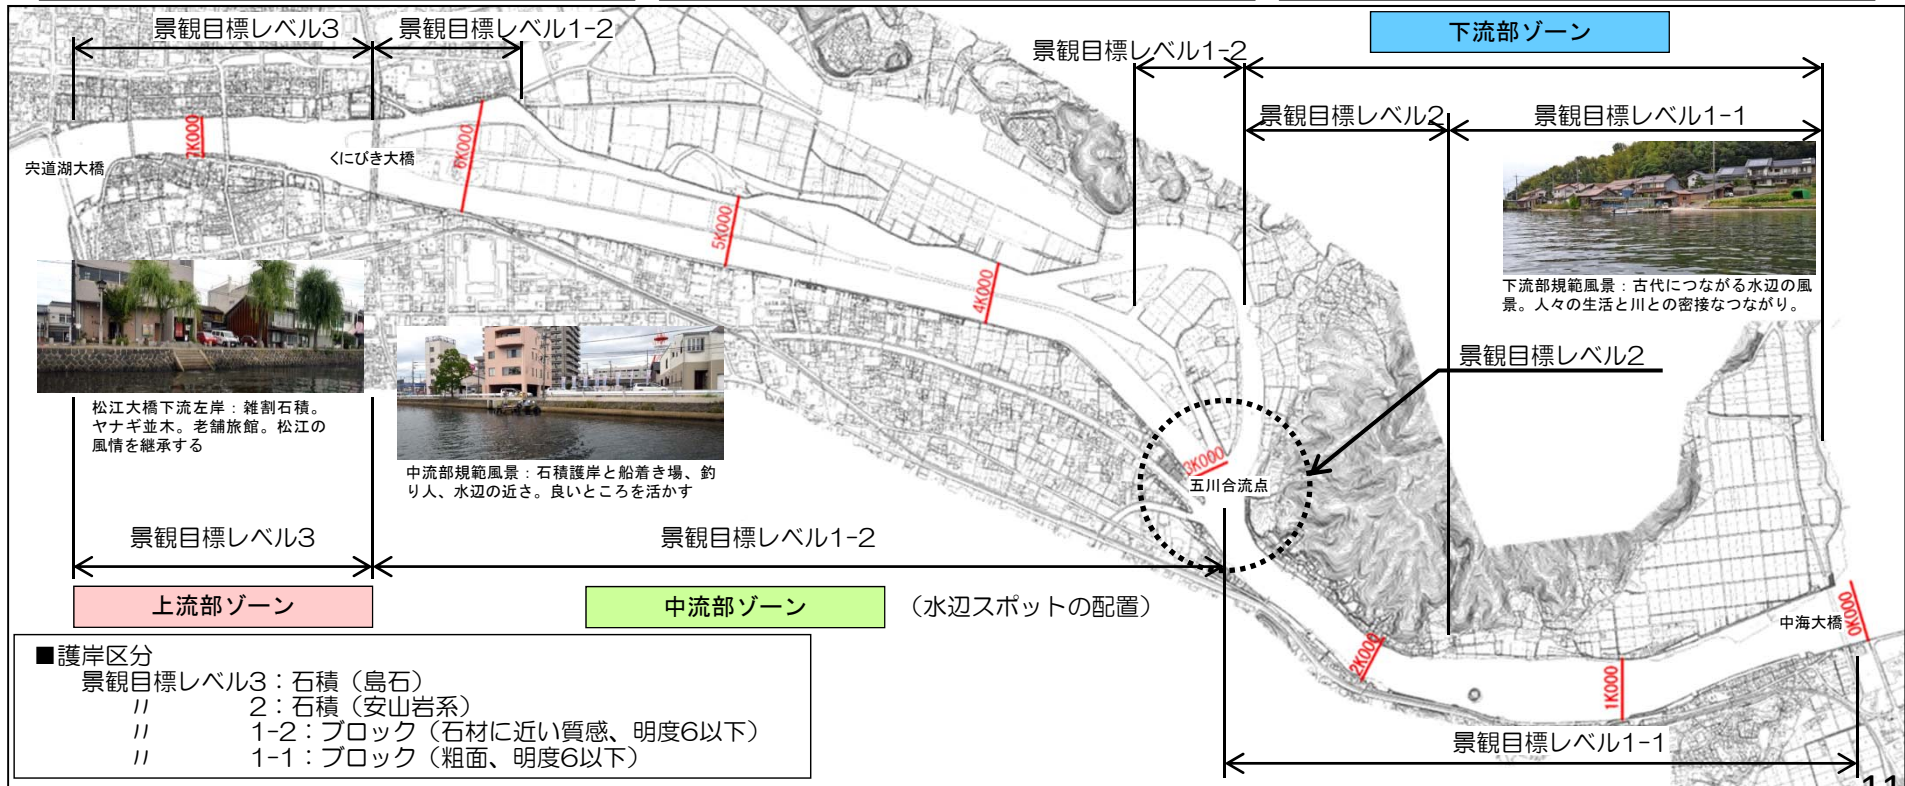 景観目標レベル3
景観目標レベル1-2
景観目標レベル1-2
下流部ゾーン
景観目標レベル2
景観目標レベル1-1
宍道湖大橋
7K000
くにびき大橋
6K000
5K000
4K000
3K000
五川合流点
2K000
1K000
0K000
中海大橋
下流部規範風景：古代につながる水辺の風
景。人々の生活と川との密接なつながり。
景観目標レベル2
松江大橋下流左岸：雑割石積。
ヤナギ並木。老舗旅館。松江の
風情を継承する
中流部規範風景：石積護岸と船着き場、釣
り人、水辺の近さ。良いところを活かす
景観目標レベル3
景観目標レベル1-2
上流部ゾーン
中流部ゾーン
（水辺スポットの配置）
景観目標レベル1-1
■護岸区分
景観目標レベル3：石積（島石）
〃 2：石積（安山岩系）
〃 1-2：ブロック（石材に近い質感、明度6以下）
〃 1-1：ブロック（粗面、明度6以下）
11